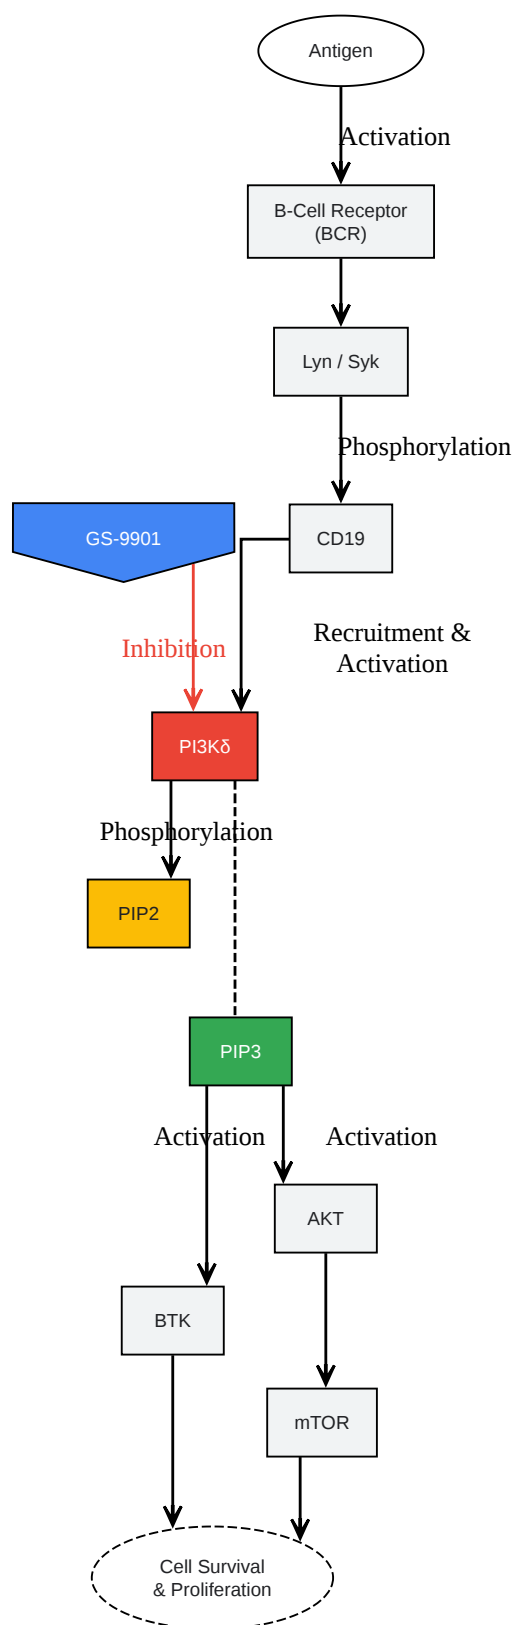 Antigen
Activation
B-Cell Receptor
(BCR)
Lyn / Syk
Phosphorylation
GS-9901
CD19
Inhibition
Recruitment &
Activation
PI3Kδ
Phosphorylation
PIP2
PIP3
Activation
Activation
AKT
BTK
mTOR
Cell Survival
& Proliferation